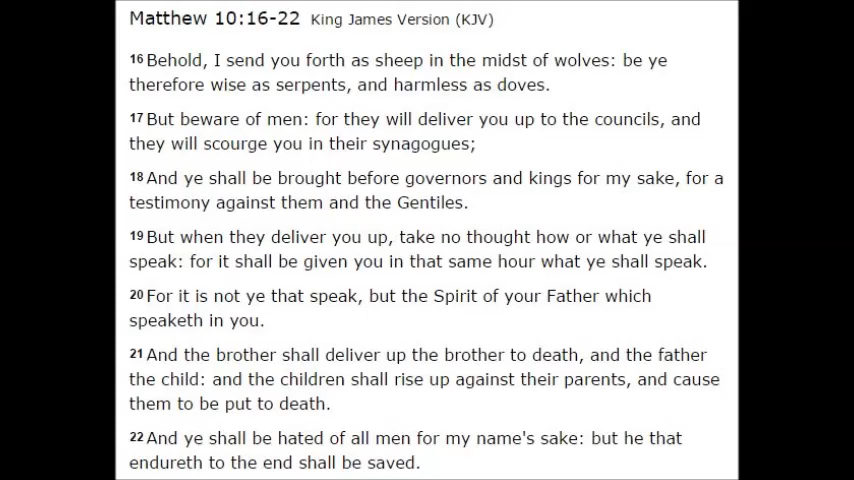 Matthew 10:16-22 King James Version (KJV)
16 Behold, I send you forth as sheep in the midst of wolves: be ye
therefore wise as serpents, and harmless as doves.
17 But beware of men: for they will deliver you up to the councils, and
they will scourge you in their synagogues;
18 And ye shall be brought before governors and kings for my sake, for a
testimony against them and the Gentiles.
19 But when they deliver you up, take no thought how or what ye shall
speak: for it shall be given you in that same hour what ye shall speak.
20 For it is not ye that speak, but the Spirit of your Father which
speaketh in you.
21 And the brother shall deliver up the brother to death, and the father
the child: and the children shall rise up against their parents, and cause
them to be put to death.
22 And ye shall be hated of all men for my name's sake: but he that
endureth to the end shall be saved.